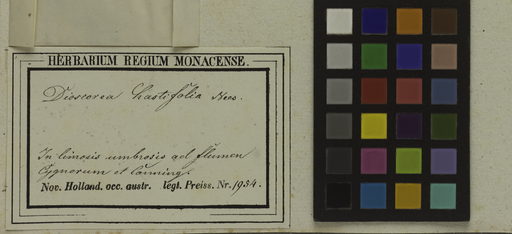 HERBARIUM REGIUM MONACENSE.
Dioscorea hastifolia Nees.
In limosis umbrosis ad flumen
Cygnorum et Canning.
Nov. Holland. occ. austr. legt. Preiss. Nr. 1954.